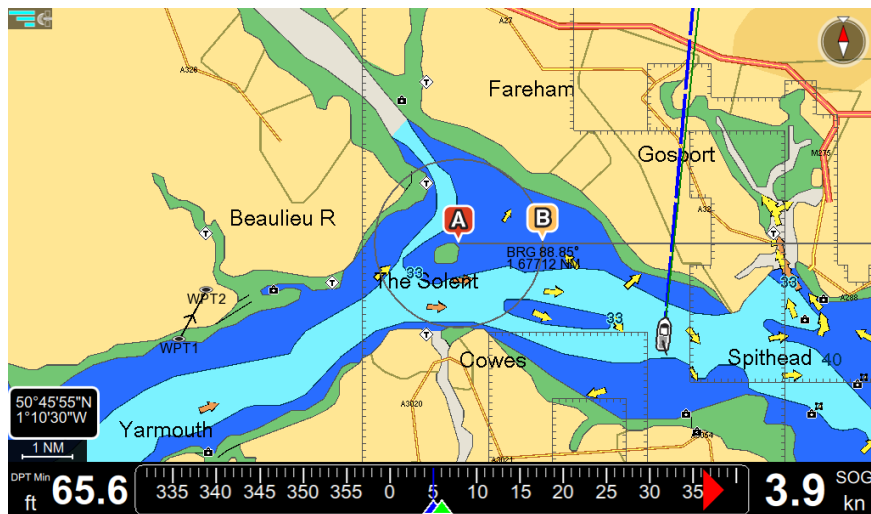 A27
A326
Fareham
M275
Gosport
A32
Beaulieu R
A
B
BRG 88.85°
1.67712 NM
33
The Solent
33
A288
WPT2
33
WPT1
Cowes
Spithead 40
50°45'55"N
1°10'30"W
A3020
Yarmouth
A3021
1 NM
DPT Min
ft
65.6
335 340 345 350 355 0 5 10 15 20 25 30 35
3.9
SOG
kn